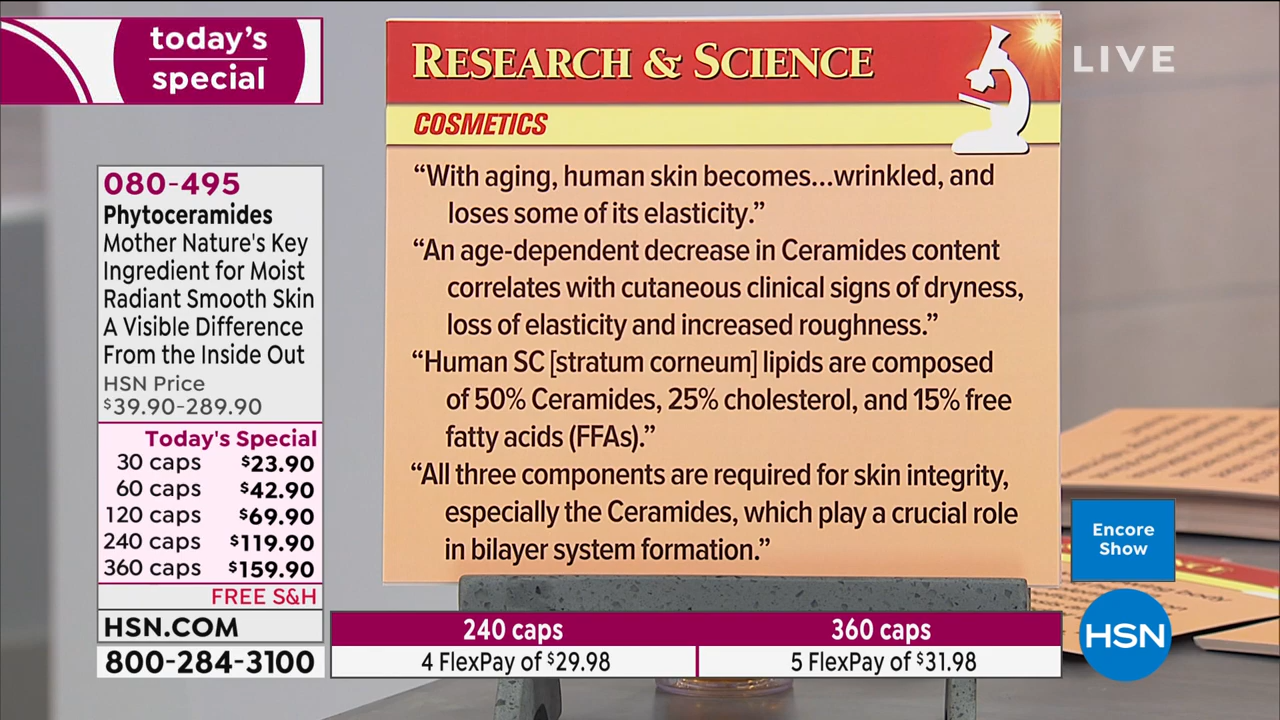 today's
special
RESEARCH & SCIENCE
LIVE
COSMETICS
"With aging, human skin becomes...wrinkled, and
loses some of its elasticity."
"An age-dependent decrease in Ceramides content
correlates with cutaneous clinical signs of dryness,
loss of elasticity and increased roughness."
"Human SC [stratum corneum] lipids are composed
of 50% Ceramides, 25% cholesterol, and 15% free
fatty acids (FFAs)."
"All three components are required for skin integrity,
especially the Ceramides, which play a crucial role
in bilayer system formation."
080-495
Phytoceramides
Mother Nature's Key
Ingredient for Moist
Radiant Smooth Skin
A Visible Difference
From the Inside Out
HSN Price
$39.90-289.90
Today's Special
30 caps $23.90
60 caps $42.90
120 caps $69.90
240 caps $119.90
360 caps $159.90
FREE S&H
HSN.COM
800-284-3100
240 caps 360 caps
4 FlexPay of $29.98 5 FlexPay of $31.98
Encore
Show
HSN